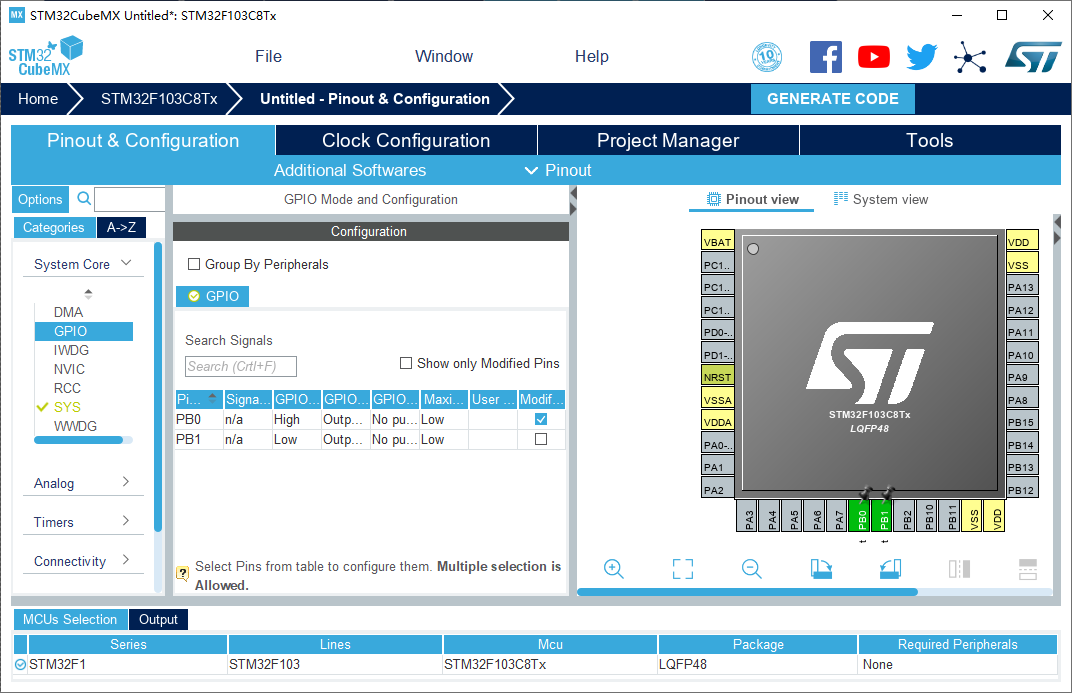 MX STM32CubeMX Untitled*: STM32F103C8Tx
STM32 CubeMX
File Window Help
10
Home STM32F103C8Tx Untitled - Pinout & Configuration GENERATE CODE
Pinout & Configuration Clock Configuration Project Manager Tools
Additional Softwares Pinout
Options
Categories A->Z
System Core
DMA
GPIO
IWDG
NVIC
RCC
SYS
WWDG
Analog
Timers
Connectivity
GPIO Mode and Configuration
Configuration
Group By Peripherals
GPIO
Search Signals
Search (Crtl+F)
Show only Modified Pins
Pi... Signa... GPIO... GPIO... GPIO... Maxi... User ... Modif...
PB0 n/a High Outp... No pu... Low
PB1 n/a Low Outp... No pu... Low
Select Pins from table to configure them. Multiple selection is
Allowed.
Pinout view System view
VBAT
PC1..
PC1..
PC1..
PD0-..
PD1-..
NRST
VSSA
VDDA
PA0-..
PA1
PA2
STM32F103C8Tx
LQFP48
VDD
VSS
PA13
PA12
PA11
PA10
PA9
PA8
PB15
PB14
PB13
PB12
PA3
PA4
PA5
PA6
PA7
PB0
PB1
PB2
PB10
PB11
VSS
VDD
MCUs Selection Output
Series Lines Mcu Package Required Peripherals
STM32F1 STM32F103 STM32F103C8Tx LQFP48 None